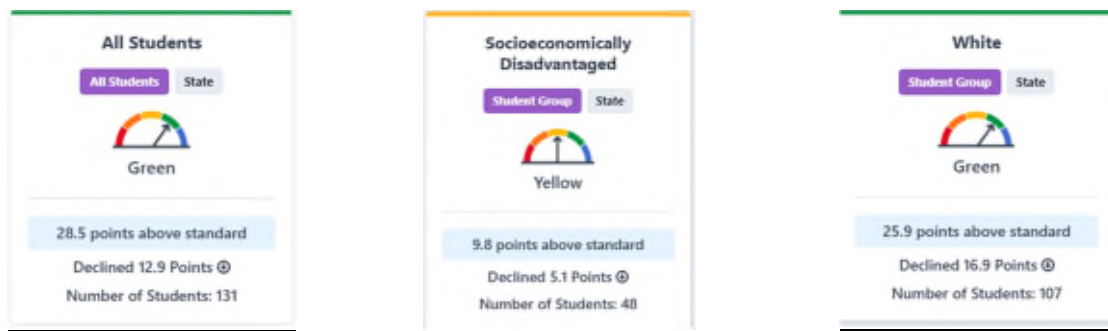 All Students
All Students State
Green
28.5 points above standard
Declined 12.9 Points
Number of Students: 131
Socioeconomically
Disadvantaged
Student Group State
Yellow
9.8 points above standard
Declined 5.1 Points
Number of Students: 48
White
Student Group State
Green
25.9 points above standard
Declined 16.9 Points
Number of Students: 107